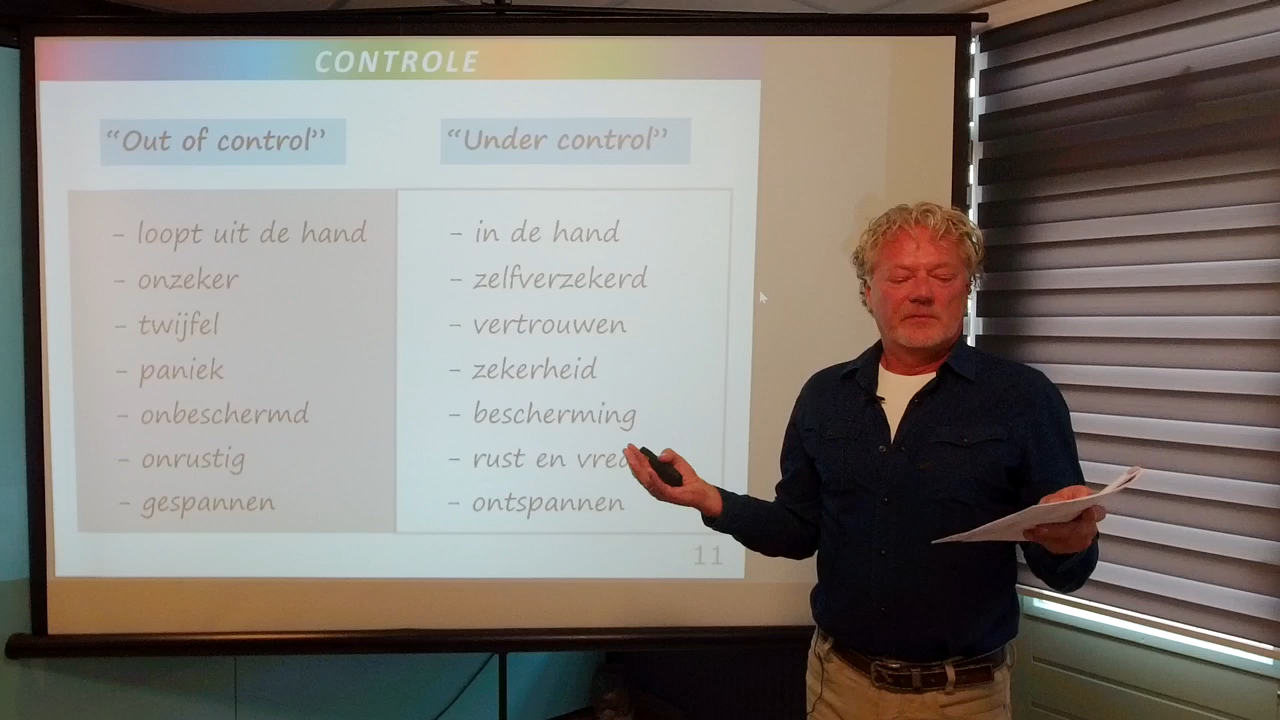 CONTROLE
“Out of control”
“Under control”
– loopt uit de hand
– onzeker
– twijfel
– paniek
– onbeschermd
– onrustig
– gespannen
– in de hand
– zelfverzekerd
– vertrouwen
– zekerheid
– bescherming
– rust en
– ontspannen
11